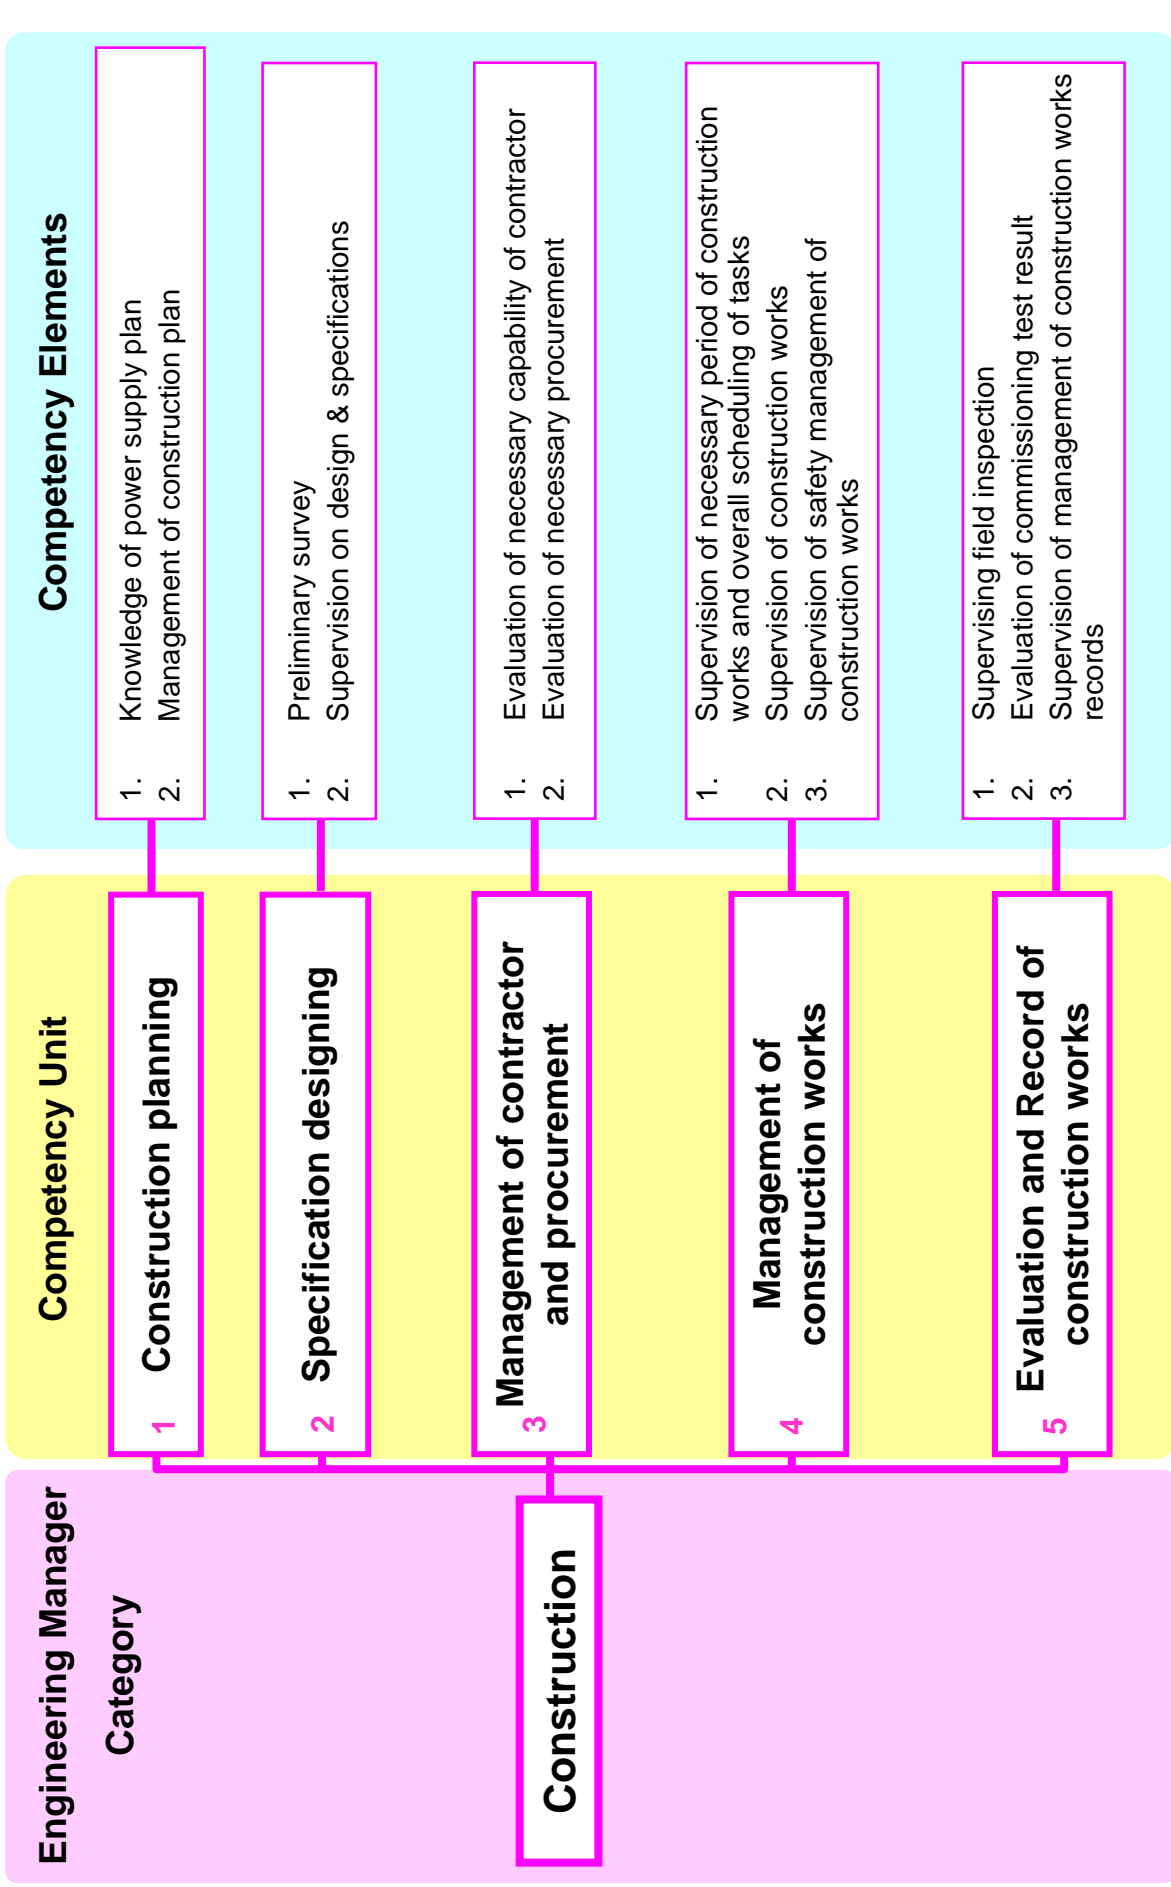 Engineering Manager
Category
Construction
Competency Unit
1 Construction planning
2 Specification designing
3 Management of contractor
and procurement
4 Management of
construction works
5 Evaluation and Record of
construction works
Competency Elements
1. Knowledge of power supply plan
2. Management of construction plan
1. Preliminary survey
2. Supervision on design & specifications
1. Evaluation of necessary capability of contractor
2. Evaluation of necessary procurement
1. Supervision of necessary period of construction
works and overall scheduling of tasks
2. Supervision of construction works
3. Supervision of safety management of
construction works
1. Supervising field inspection
2. Evaluation of commissioning test result
3. Supervision of management of construction works
records